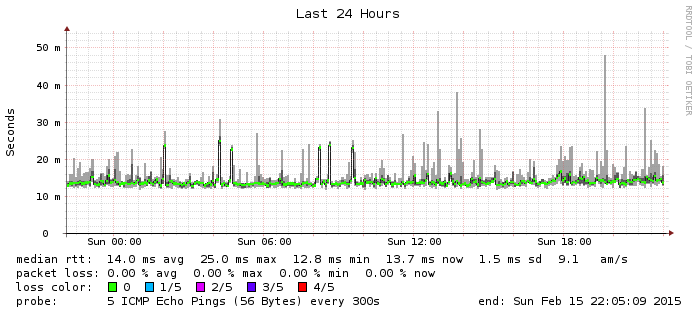 Last 24 Hours
RRDTOOL / TOBI OETIKER
Seconds
50 m
40 m
30 m
20 m
10 m
0
Sun 00:00 Sun 06:00 Sun 12:00 Sun 18:00
median rtt: 14.0 ms avg 25.0 ms max 12.8 ms min 13.7 ms now 1.5 ms sd 9.1 am/s
packet loss: 0.00 % avg 0.00 % max 0.00 % min 0.00 % now
loss color: 0 1/5 2/5 3/5 4/5
probe: 5 ICMP Echo Pings (56 Bytes) every 300s end: Sun Feb 15 22:05:09 2015